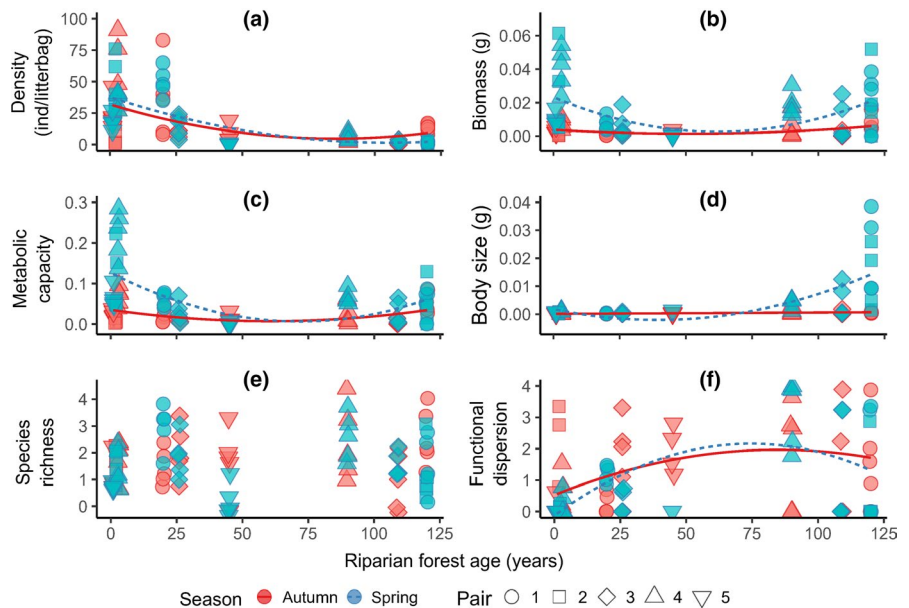 (a)
Density
(ind/litterbag)
100
75
50
25
0
(b)
Biomass (g)
0.06
0.04
0.02
0.00
(c)
Metabolic
capacity
0.3
0.2
0.1
0.0
(d)
Body size (g)
0.04
0.03
0.02
0.01
0.00
(e)
Species
richness
4
3
2
1
0
0 25 50 75 100 125
(f)
Functional
dispersion
4
3
2
1
0
0 25 50 75 100 125
Riparian forest age (years)
Season Autumn Spring Pair 1 2 3 4 5